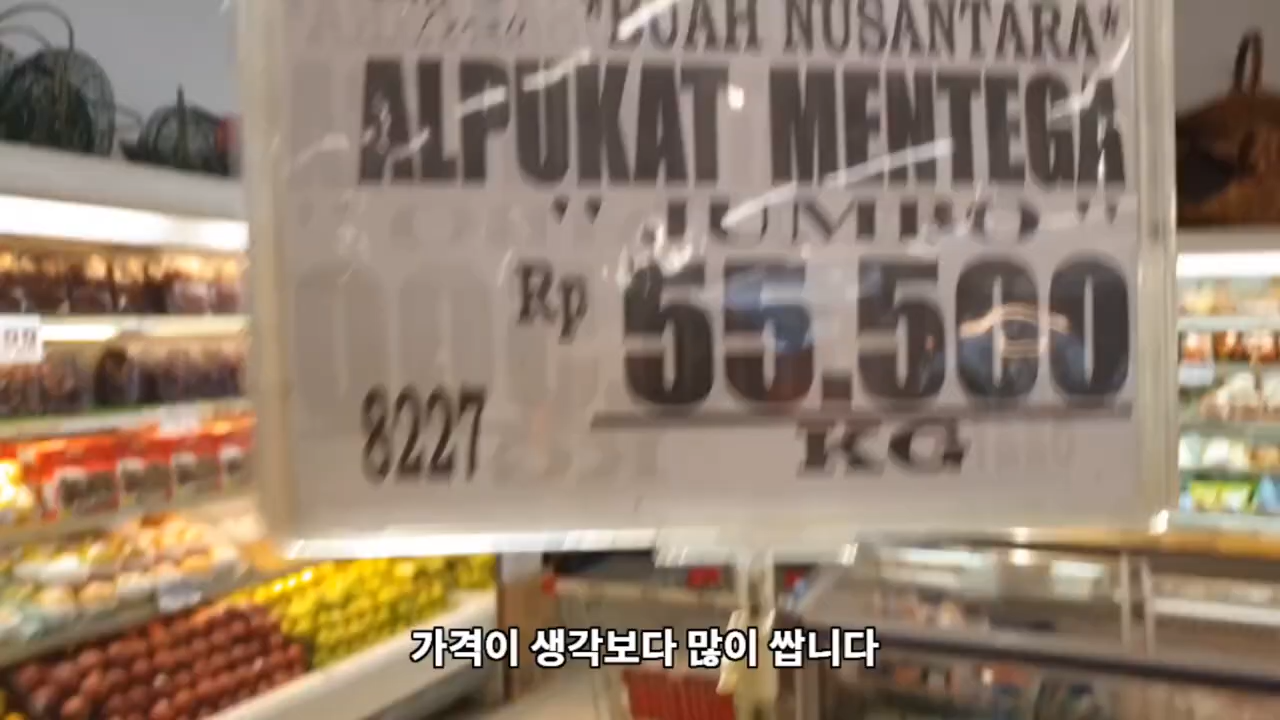 "BUAH NUSANTARA"
ALPUKAT MENTEGA
"JUMBO"
Rp 55.500
8227 KG
가격이 생각보다 많이 쌉니다